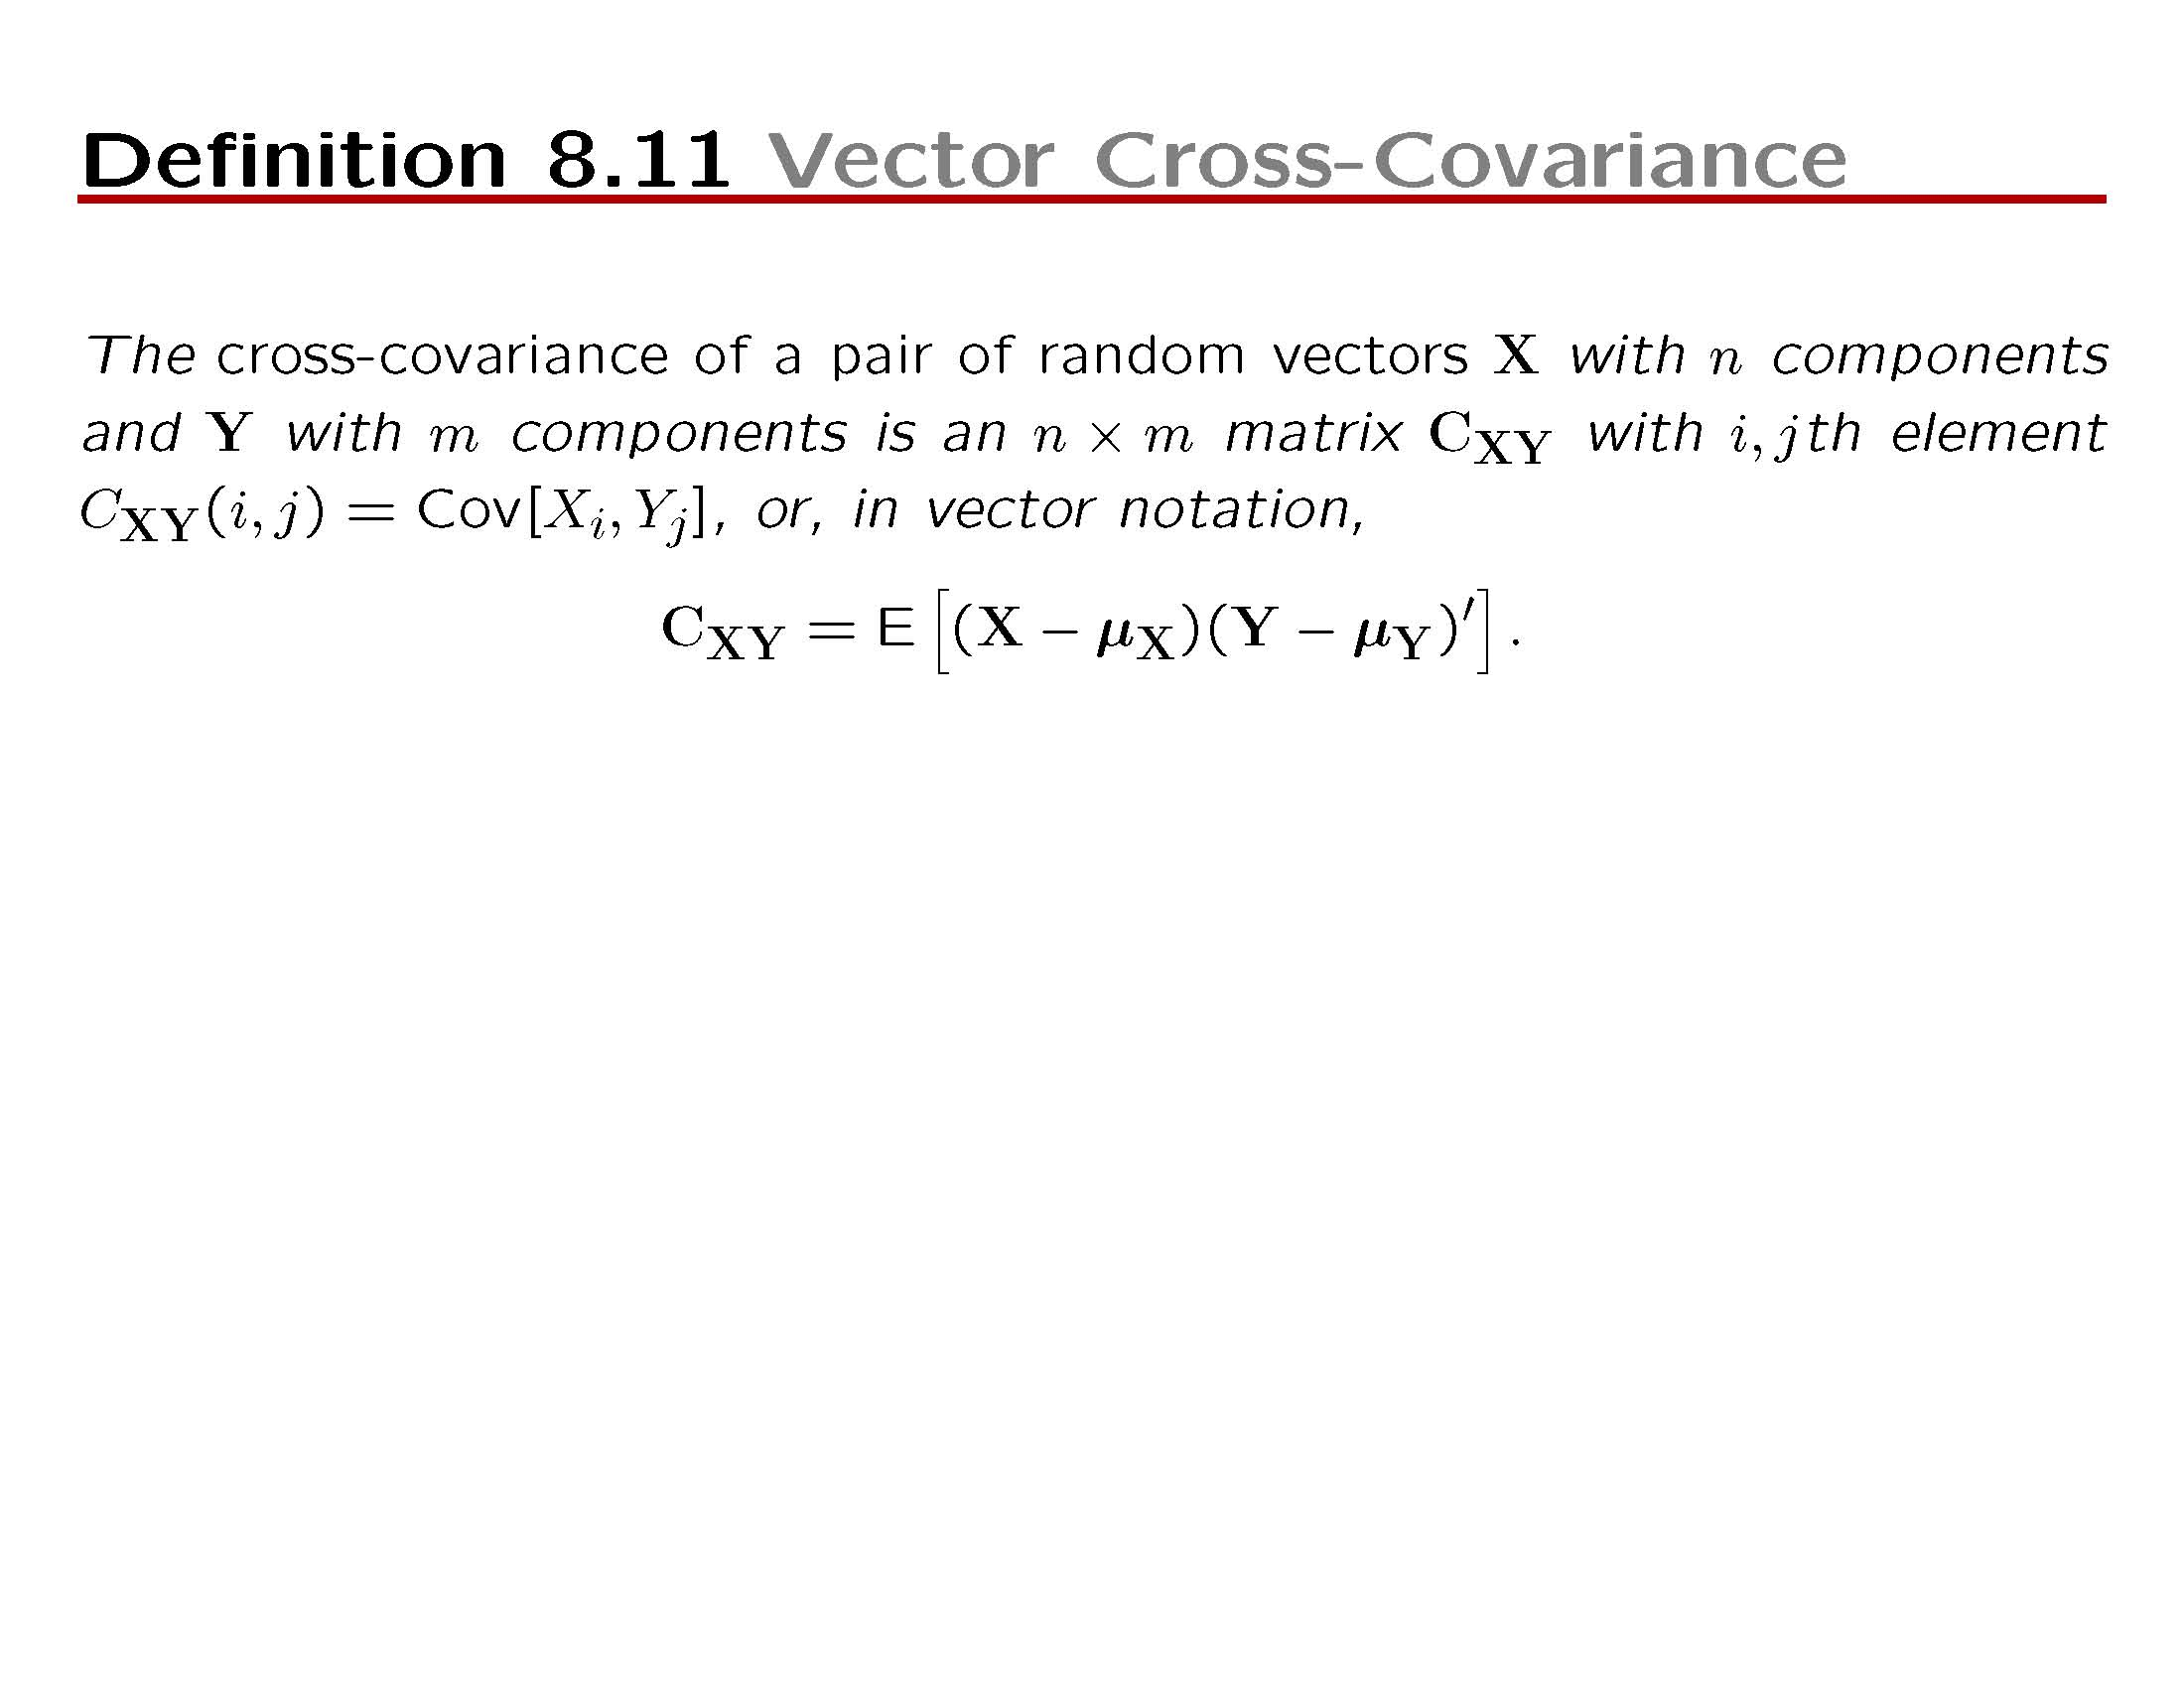 Definition 8.11 Vector Cross-Covariance
The cross-covariance of a pair of random vectors X with n components
and Y with m components is an n × m matrix C_XY with i, jth element
C_XY(i, j) = Cov[X_i, Y_j], or, in vector notation,
C_XY = E [(X − μ_X)(Y − μ_Y)′] .